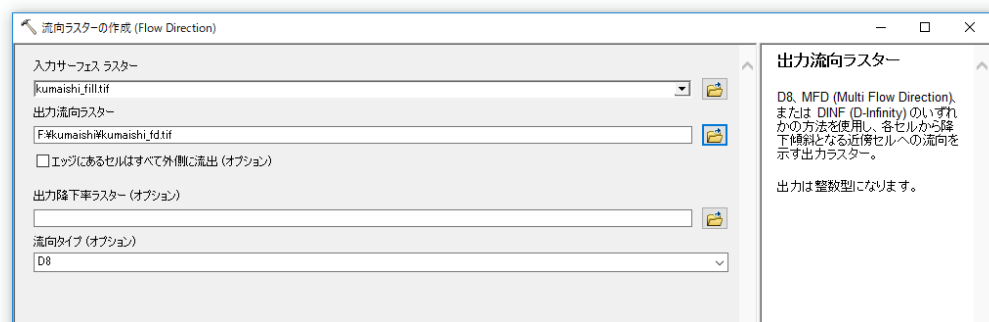 流向ラスターの作成 (Flow Direction)
入力サーフェス ラスター
kumaishi_fill.tif
出力流向ラスター
F:¥kumaishi¥kumaishi_fd.tif
エッジにあるセルはすべて外側に流出 (オプション)
出力降下率ラスター (オプション)
流向タイプ (オプション)
D8
出力流向ラスター
D8、MFD (Multi Flow Direction)、
または DINF (D-Infinity) のいずれ
かの方法を使用し、各セルから降
下傾斜となる近傍セルへの流向を
示す出力ラスター。
出力は整数型になります。